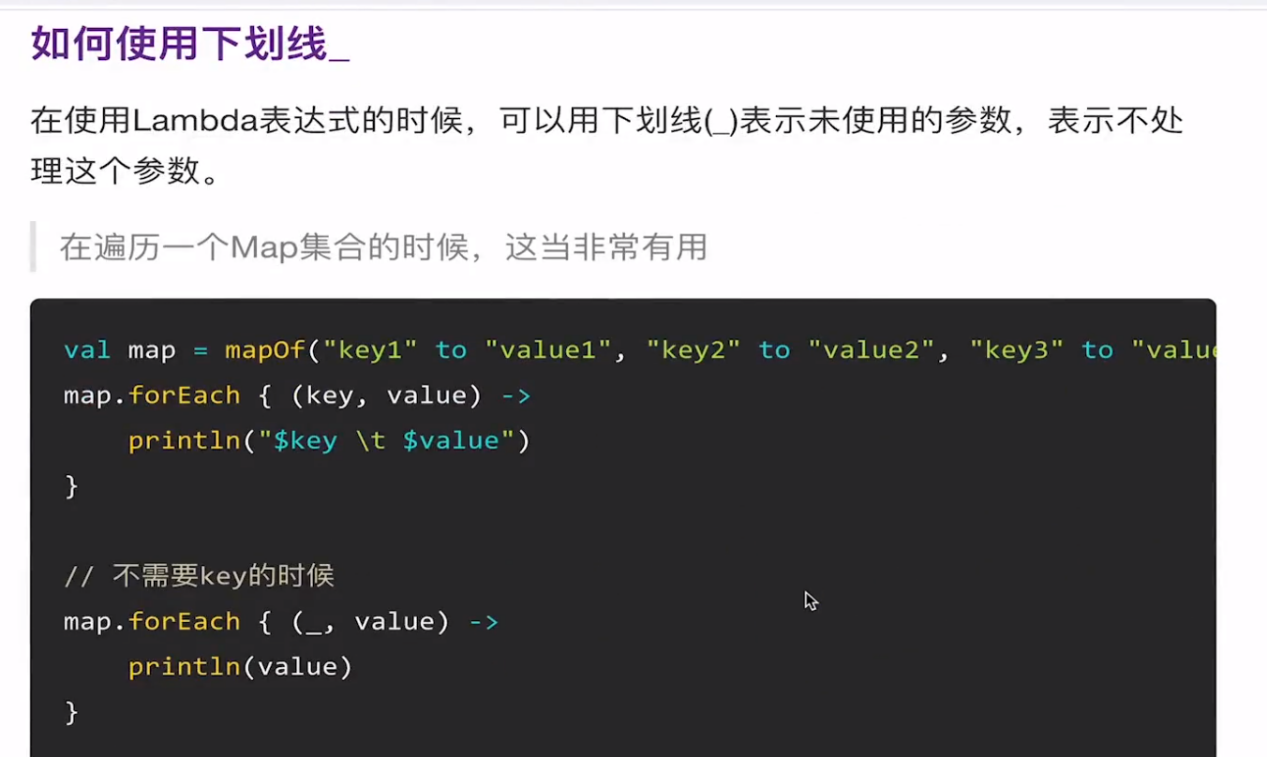 如何使用下划线_
在使用Lambda表达式的时候，可以用下划线(_)表示未使用的参数，表示不处
理这个参数。
在遍历一个Map集合的时候，这当非常有用
val map = mapOf("key1" to "value1", "key2" to "value2", "key3" to "value
map.forEach { (key, value) ->
    println("$key \t $value")
}
// 不需要key的时候
map.forEach { (_, value) ->
    println(value)
}